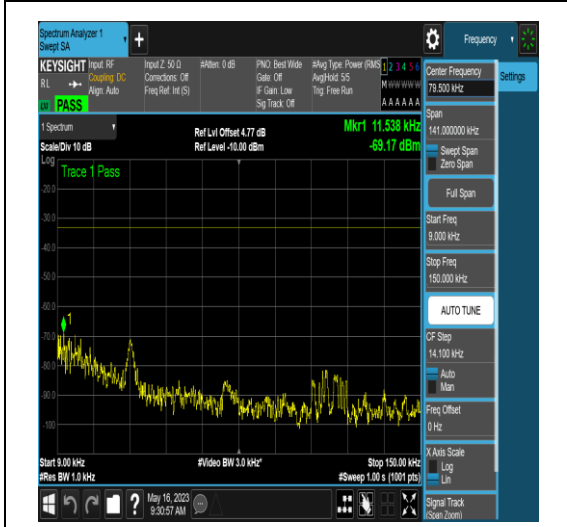 Spectrum Analyzer 1
Swept SA
+
Frequency
KEYSIGHT
Input: RF
Coupling: DC
Align: Auto
Input Z: 50 Ω
Corrections: Off
Freq Ref: Int (S)
#Atten: 0 dB
PNO: Best Wide
Gate: Off
IF Gain: Low
Sig Track: Off
#Avg Type: Power (RMS
Avg|Hold: 5/5
Trig: Free Run
1 2 3 4 5 6
M W W W W W
A A A A A A
RL
PASS
1 Spectrum
Scale/Div 10 dB
Ref Lvl Offset 4.77 dB
Ref Level -10.00 dBm
Mkr1 11.538 kHz
-69.17 dBm
Log
Trace 1 Pass
-20.0
-30.0
-40.0
-50.0
-60.0
-70.0
-80.0
-90.0
-100
1
Start 9.00 kHz
#Res BW 1.0 kHz
#Video BW 3.0 kHz*
Stop 150.00 kHz
#Sweep 1.00 s (1001 pts)
May 16, 2023
9:30:57 AM
Center Frequency
79.500 kHz
Settings
Span
141.000000 kHz
Swept Span
Zero Span
Full Span
Start Freq
9.000 kHz
Stop Freq
150.000 kHz
AUTO TUNE
CF Step
14.100 kHz
Auto
Man
Freq Offset
0 Hz
X Axis Scale
Log
Lin
Signal Track
(Span Zoom)